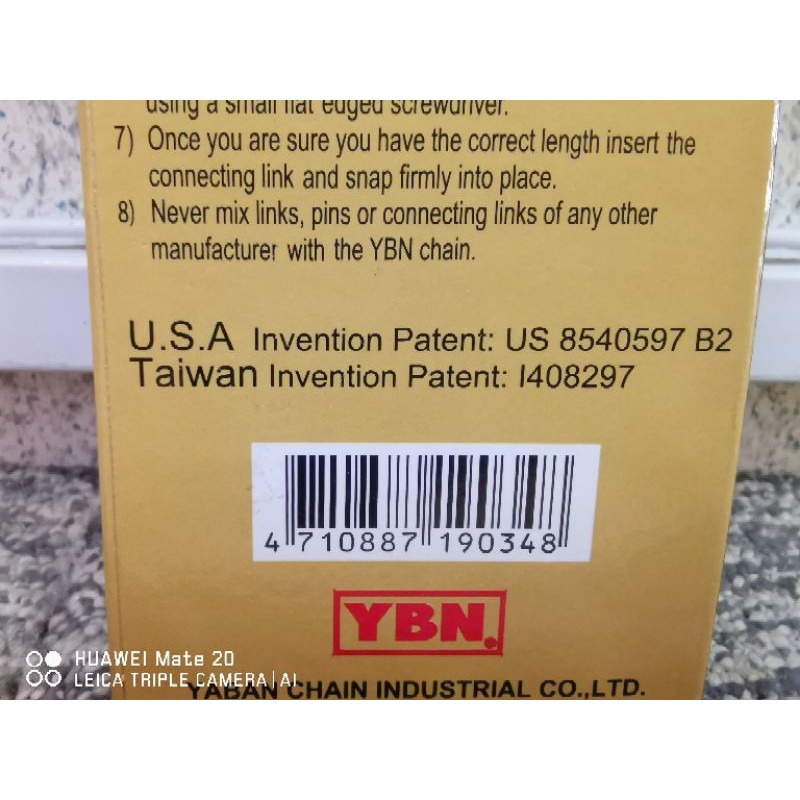 using a small flat edged screwdriver.
7) Once you are sure you have the correct length insert the
connecting link and snap firmly into place.
8) Never mix links, pins or connecting links of any other
manufacturer with the YBN chain.
U.S.A Invention Patent: US 8540597 B2
Taiwan Invention Patent: I408297
4 710887 190348
YBN.
HUAWEI Mate 20
LEICA TRIPLE CAMERA | AI
YABAN CHAIN INDUSTRIAL CO.,LTD.